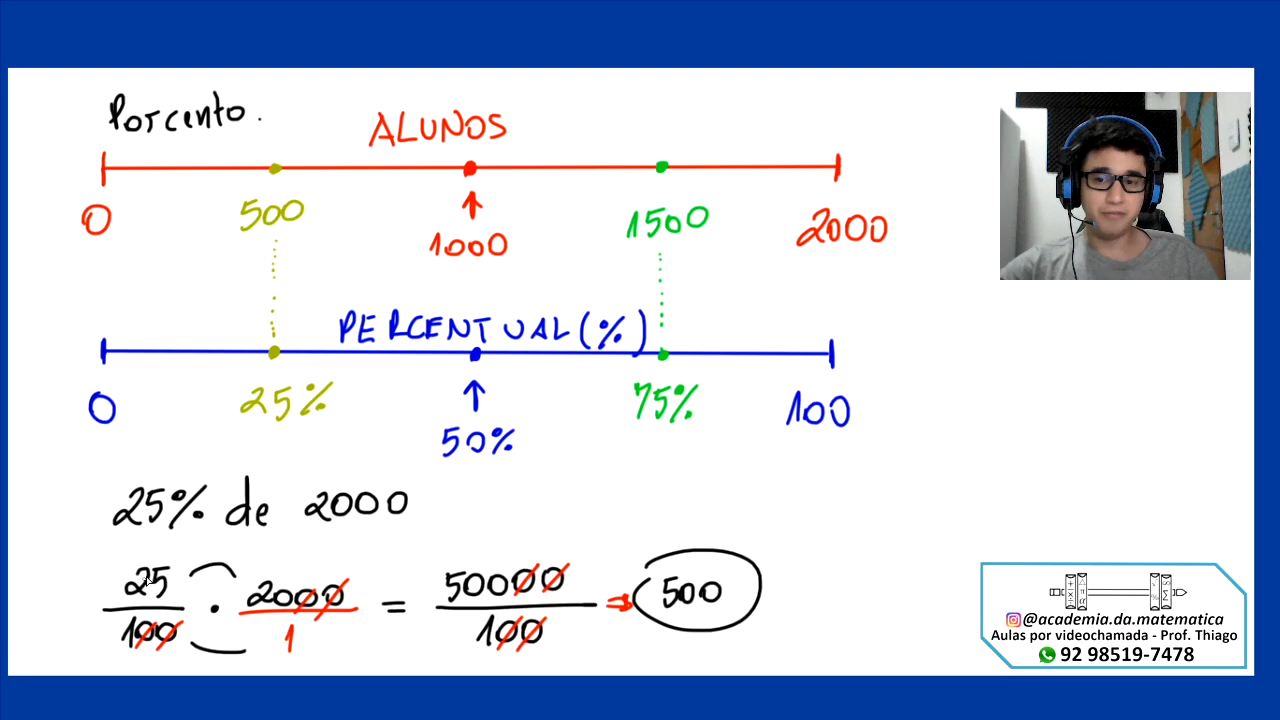 Porcento.
ALUNOS
0 500 1000 1500 2000
PERCENTUAL (%)
0 25% 50% 75% 100
25% de 2000
25/100 · 2000/1 = 50000/100 → 500
@academia.da.matematica
Aulas por videochamada - Prof. Thiago
92 98519-7478